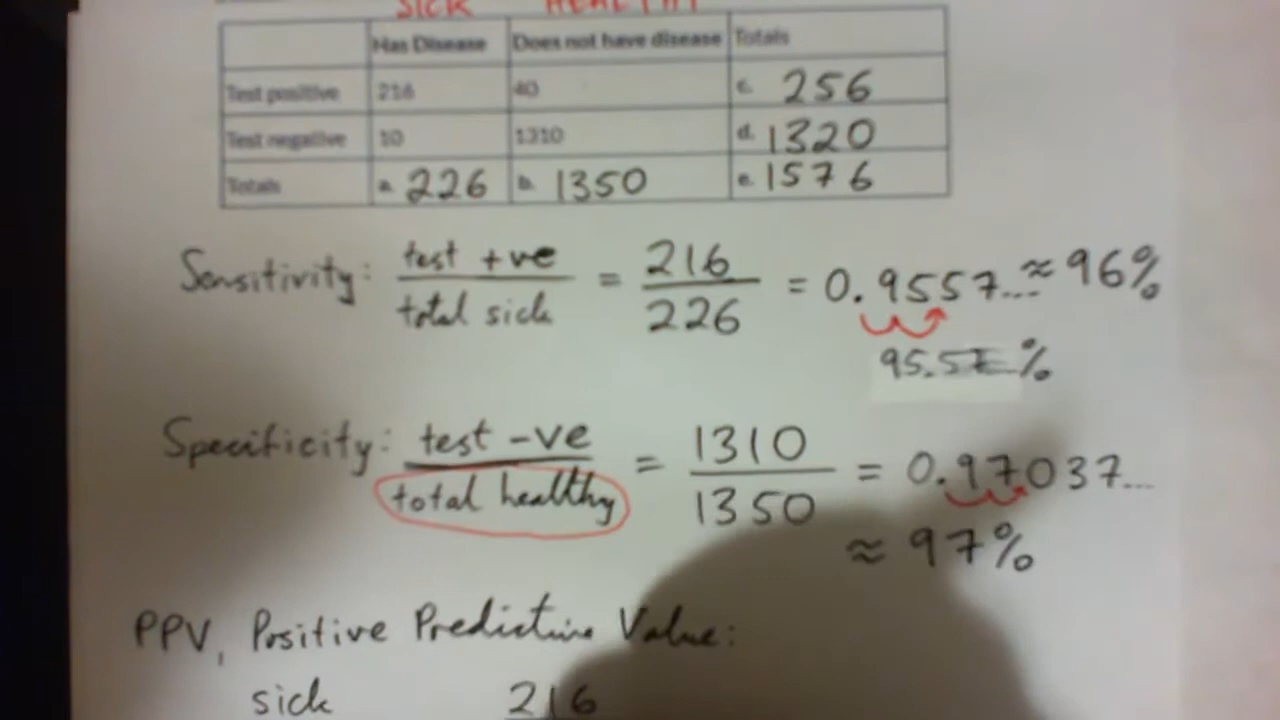 SICK HEALTHY
Has Disease Does not have disease Totals
Test positive 216 40 c. 256
Test negative 10 1310 d. 1320
Totals a. 226 b. 1350 e. 1576
Sensitivity: test +ve / total sick = 216 / 226 = 0.9557... ≈ 96%
95.57%
Specificity: test -ve / total healthy = 1310 / 1350 = 0.97037...
≈ 97%
PPV, Positive Predictive Value:
sick 216